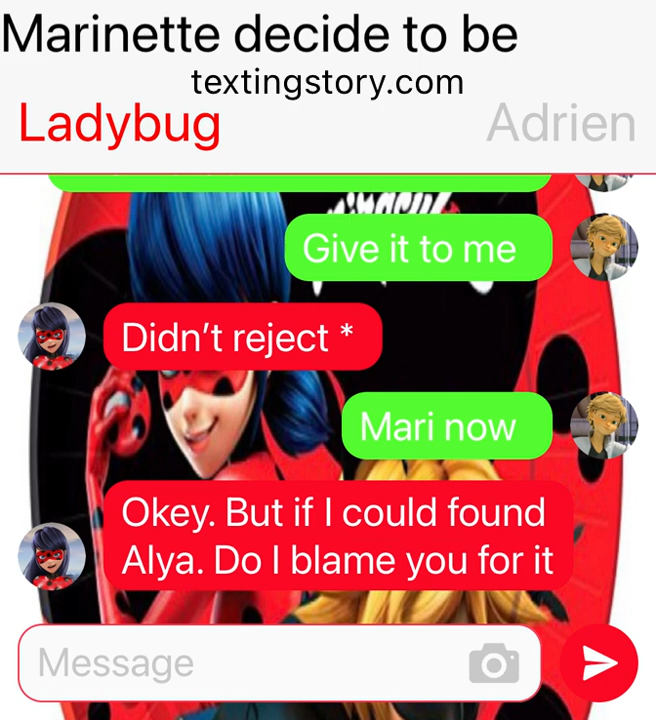 Marinette decide to be
textingstory.com
Ladybug
Adrien
Give it to me
Didn’t reject *
Mari now
Okey. But if I could found
Alya. Do I blame you for it
Message